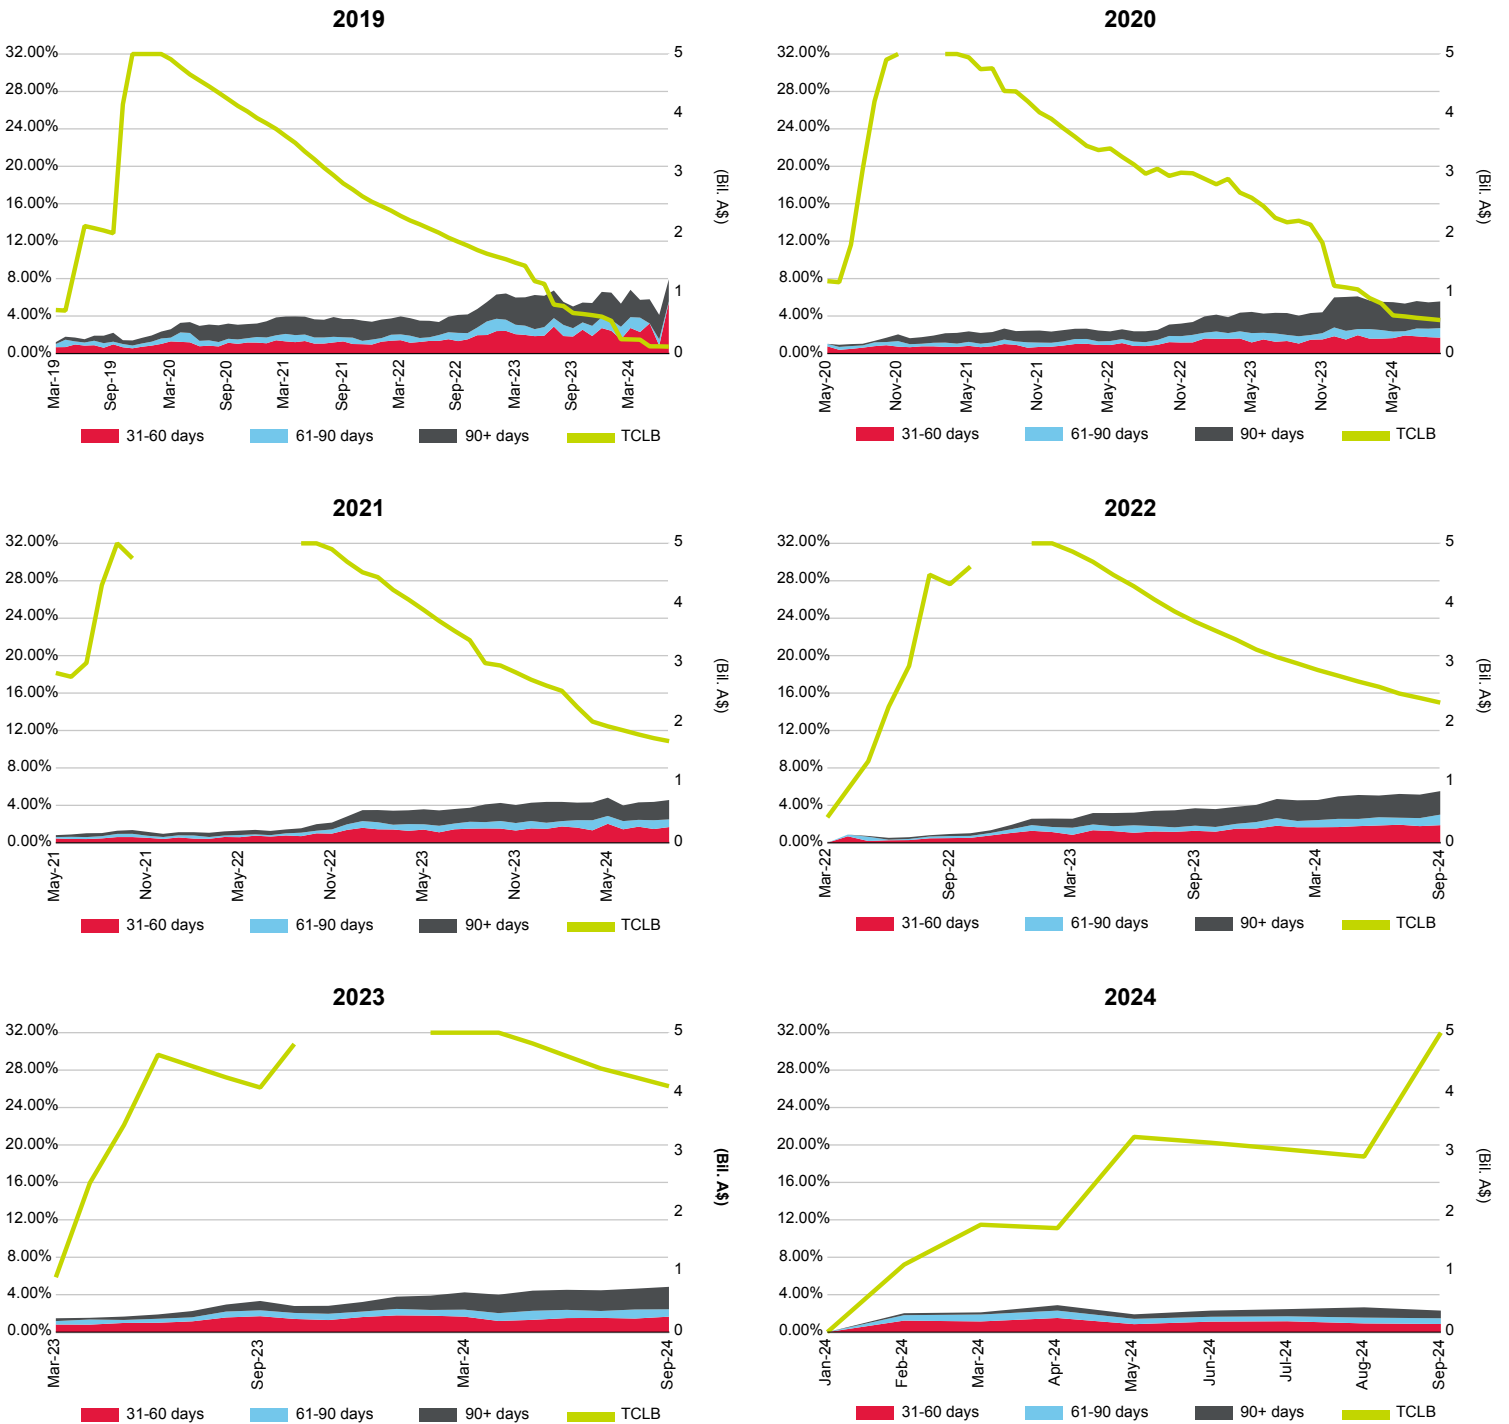 2019
32.00%
28.00%
24.00%
20.00%
16.00%
12.00%
8.00%
4.00%
0.00%
5
4
3
2
1
0
(Bil. A$)
Mar-19
Sep-19
Mar-20
Sep-20
Mar-21
Sep-21
Mar-22
Sep-22
Mar-23
Sep-23
Mar-24
31-60 days 61-90 days 90+ days TCLB
2020
32.00%
28.00%
24.00%
20.00%
16.00%
12.00%
8.00%
4.00%
0.00%
5
4
3
2
1
0
(Bil. A$)
May-20
Nov-20
May-21
Nov-21
May-22
Nov-22
May-23
Nov-23
May-24
31-60 days 61-90 days 90+ days TCLB
2021
32.00%
28.00%
24.00%
20.00%
16.00%
12.00%
8.00%
4.00%
0.00%
5
4
3
2
1
0
(Bil. A$)
May-21
Nov-21
May-22
Nov-22
May-23
Nov-23
May-24
31-60 days 61-90 days 90+ days TCLB
2022
32.00%
28.00%
24.00%
20.00%
16.00%
12.00%
8.00%
4.00%
0.00%
5
4
3
2
1
0
(Bil. A$)
Mar-22
Sep-22
Mar-23
Sep-23
Mar-24
Sep-24
31-60 days 61-90 days 90+ days TCLB
2023
32.00%
28.00%
24.00%
20.00%
16.00%
12.00%
8.00%
4.00%
0.00%
5
4
3
2
1
0
(Bil. A$)
Mar-23
Sep-23
Mar-24
Sep-24
31-60 days 61-90 days 90+ days TCLB
2024
32.00%
28.00%
24.00%
20.00%
16.00%
12.00%
8.00%
4.00%
0.00%
5
4
3
2
1
0
(Bil. A$)
Jan-24
Feb-24
Mar-24
Apr-24
May-24
Jun-24
Jul-24
Aug-24
Sep-24
31-60 days 61-90 days 90+ days TCLB